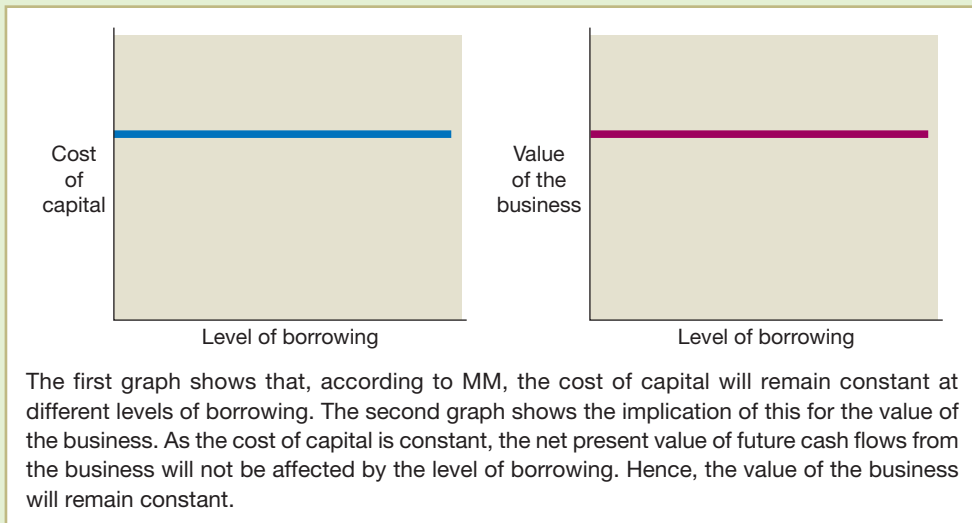 Cost
of
capital
Level of borrowing
Value
of the
business
Level of borrowing
The first graph shows that, according to MM, the cost of capital will remain constant at
different levels of borrowing. The second graph shows the implication of this for the value of
the business. As the cost of capital is constant, the net present value of future cash flows from
the business will not be affected by the level of borrowing. Hence, the value of the business
will remain constant.